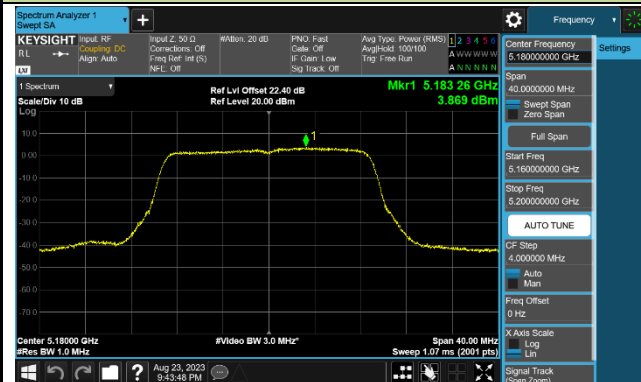 Spectrum Analyzer 1
Swept SA
Frequency
KEYSIGHT
RL
Input: RF
Coupling: DC
Align: Auto
Input Z: 50 Ω
Corrections: Off
Freq Ref: Int (S)
NFE: Off
#Atten: 20 dB
PNO: Fast
Gate: Off
IF Gain: Low
Sig Track: Off
Avg Type: Power (RMS)
Avg|Hold: 100/100
Trig: Free Run
1 2 3 4 5 6
A W W W W W
A N N N N N
1 Spectrum
Scale/Div 10 dB
Log
Ref Lvl Offset 22.40 dB
Ref Level 20.00 dBm
Mkr1 5.183 26 GHz
3.869 dBm
1
10.0
0.00
-10.0
-20.0
-30.0
-40.0
-50.0
-60.0
-70.0
Center 5.18000 GHz
#Res BW 1.0 MHz
#Video BW 3.0 MHz*
Span 40.00 MHz
Sweep 1.07 ms (2001 pts)
Aug 23, 2023
9:43:48 PM
Center Frequency
5.180000000 GHz
Settings
Span
40.0000000 MHz
Swept Span
Zero Span
Full Span
Start Freq
5.160000000 GHz
Stop Freq
5.200000000 GHz
AUTO TUNE
CF Step
4.000000 MHz
Auto
Man
Freq Offset
0 Hz
X Axis Scale
Log
Lin
Signal Track
(Span Zoom)